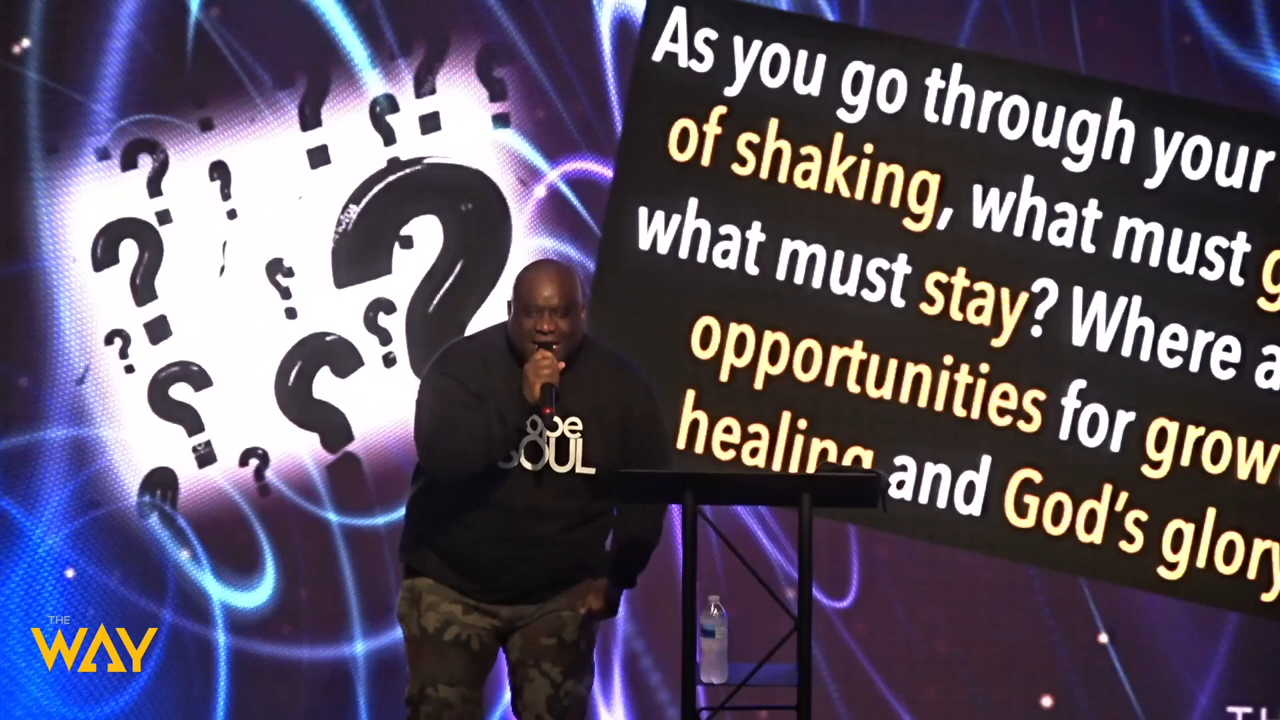 As you go through your
of shaking, what must
what must stay? Where
opportunities for
healing and God's glory
SOUL
THE
WAY